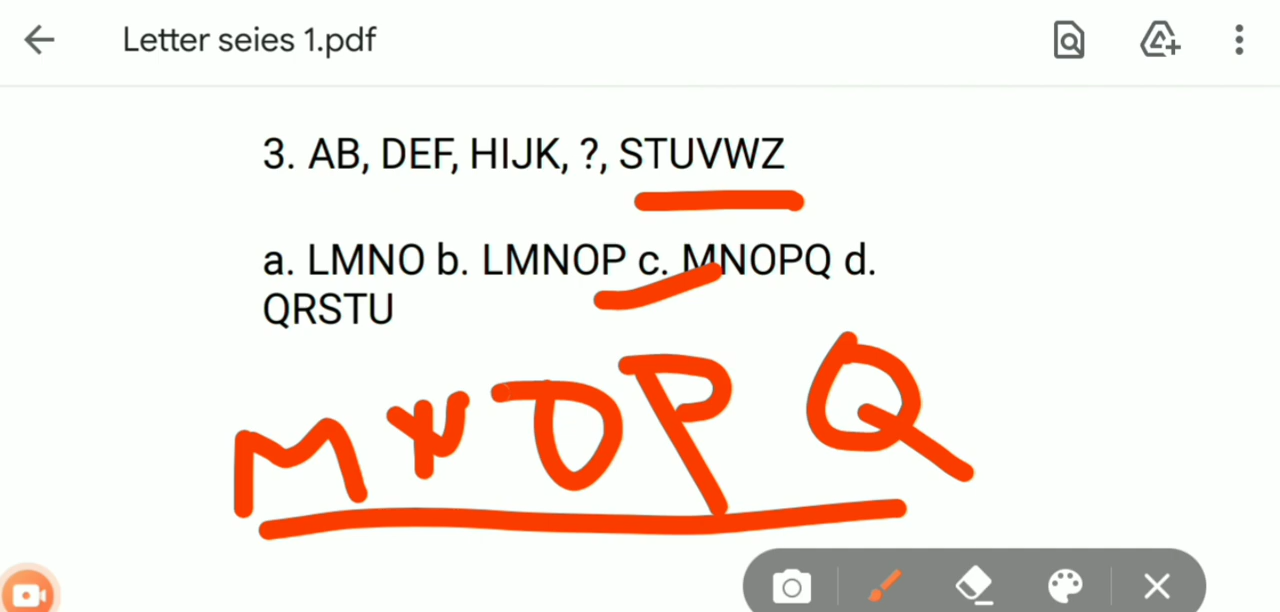 Letter seies 1.pdf
3. AB, DEF, HIJK, ?, STUVWZ
a. LMNO b. LMNOP c. MNOPQ d.
QRSTU
M N O P Q